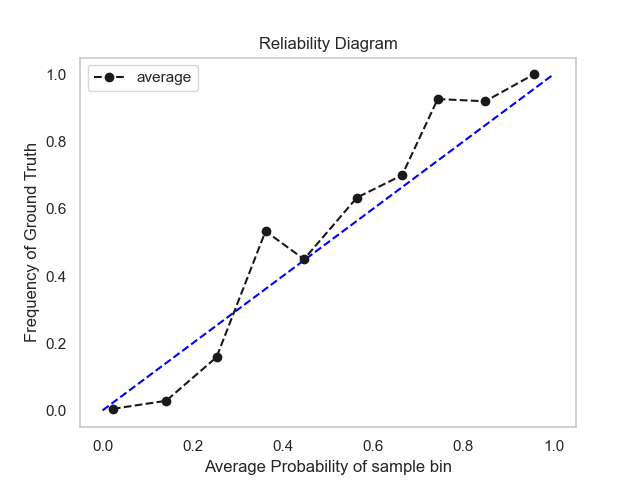 Reliability Diagram
average
1.0
0.8
0.6
0.4
0.2
0.0
Frequency of Ground Truth
0.0 0.2 0.4 0.6 0.8 1.0
Average Probability of sample bin